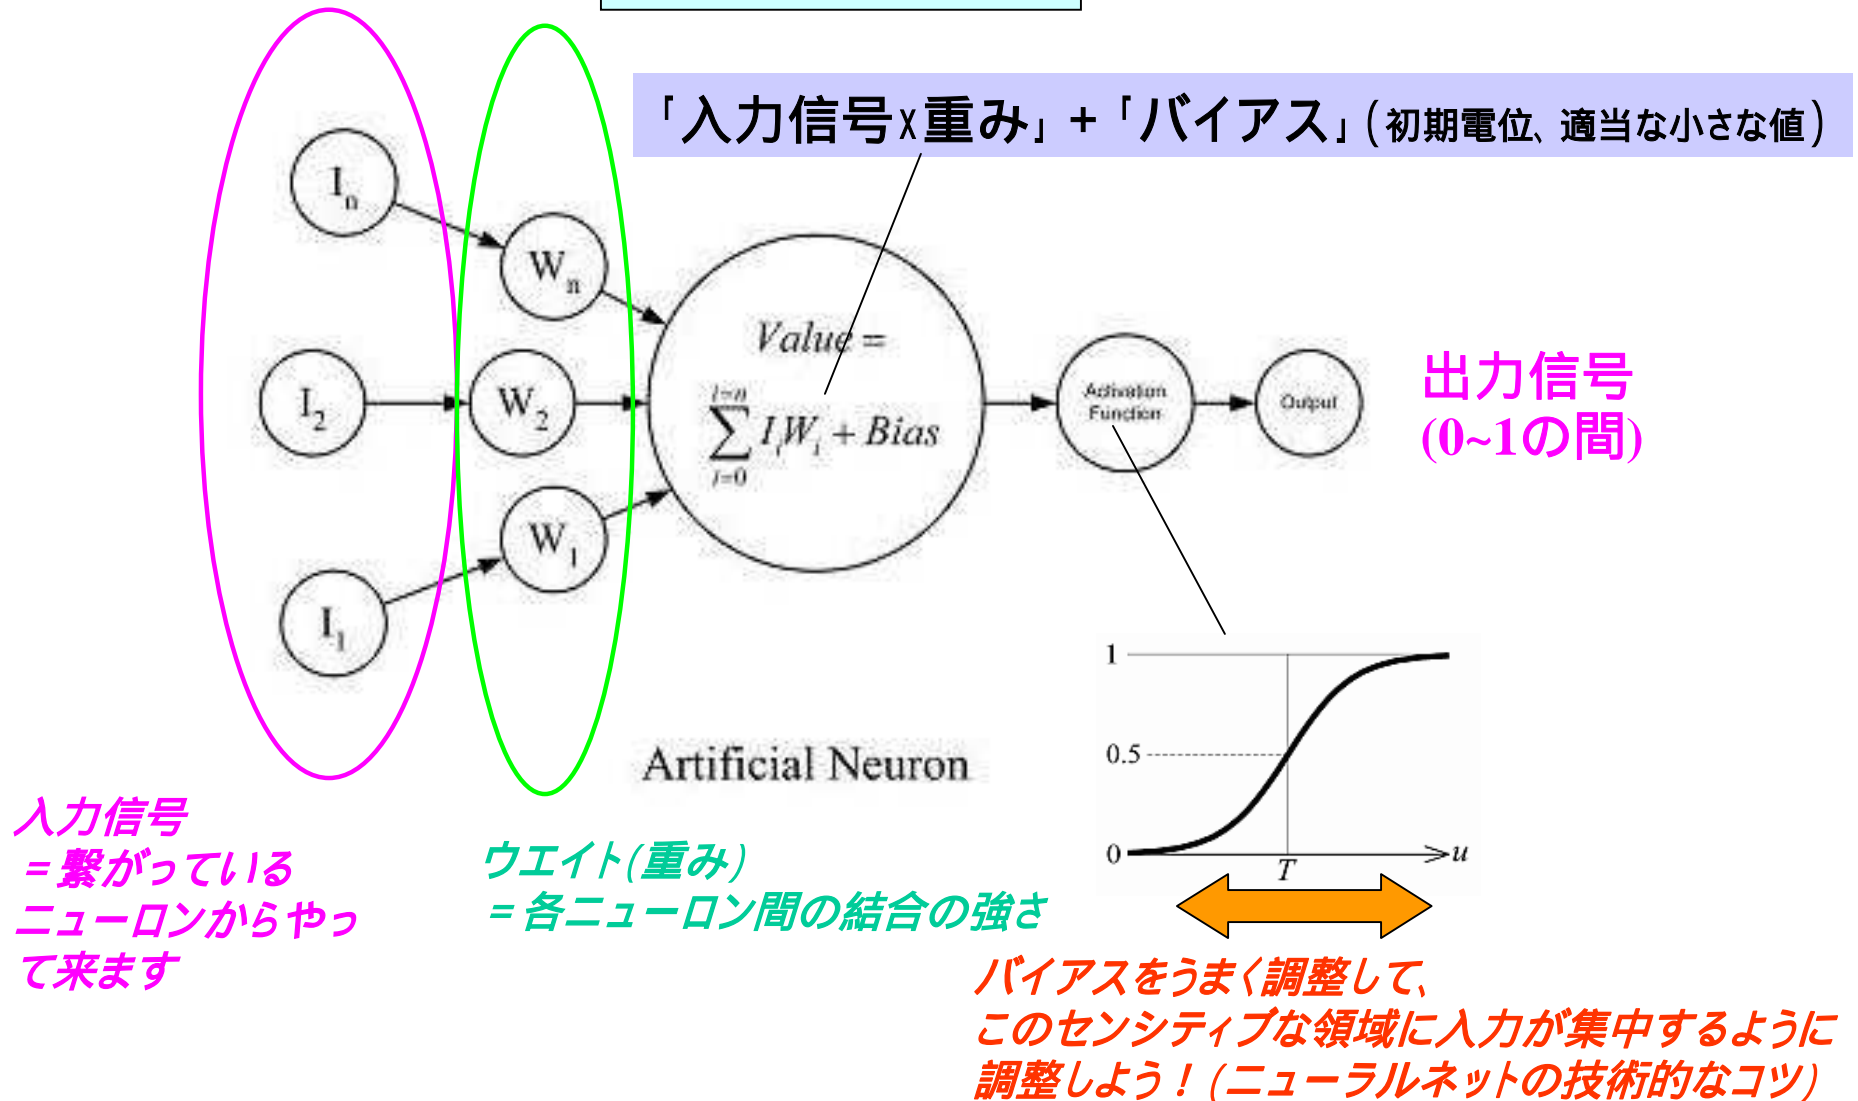 「入力信号x重み」+「バイアス」(初期電位、適当な小さな値)
In
Wn
I2
W2
I1
W1
Value =
i=n
∑ IiWi + Bias
i=0
Activation
Function
Output
出力信号
(0~1の間)
1
0.5
0
T
u
Artificial Neuron
入力信号
=繋がっている
ニューロンからやっ
て来ます
ウエイト(重み)
=各ニューロン間の結合の強さ
バイアスをうまく調整して、
このセンシティブな領域に入力が集中するように
調整しよう!(ニューラルネットの技術的なコツ)